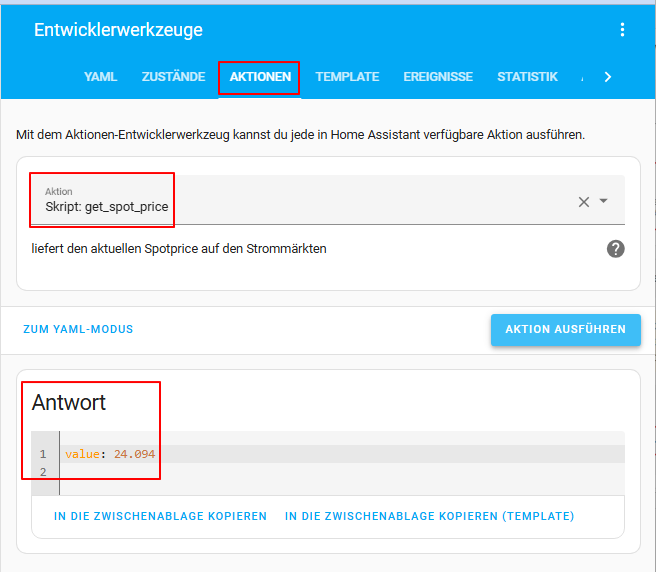 Entwicklerwerkzeuge
YAML ZUSTÄNDE AKTIONEN TEMPLATE EREIGNISSE STATISTIK
Mit dem Aktionen-Entwicklerwerkzeug kannst du jede in Home Assistant verfügbare Aktion ausführen.
Aktion
Skript: get_spot_price
liefert den aktuellen Spotprice auf den Strommärkten
ZUM YAML-MODUS AKTION AUSFÜHREN
Antwort
1 value: 24.094
2
IN DIE ZWISCHENABLAGE KOPIEREN IN DIE ZWISCHENABLAGE KOPIEREN (TEMPLATE)